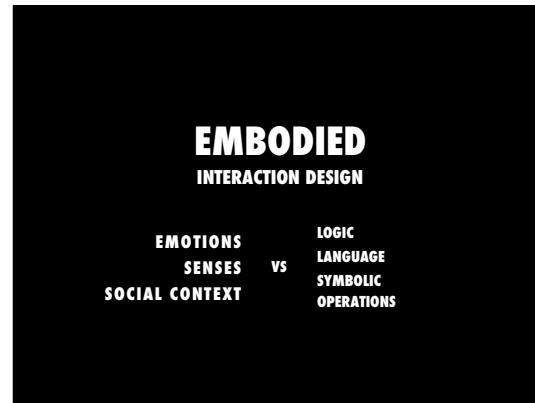 EMBODIED
INTERACTION DESIGN
EMOTIONS
SENSES
SOCIAL CONTEXT
VS
LOGIC
LANGUAGE
SYMBOLIC
OPERATIONS